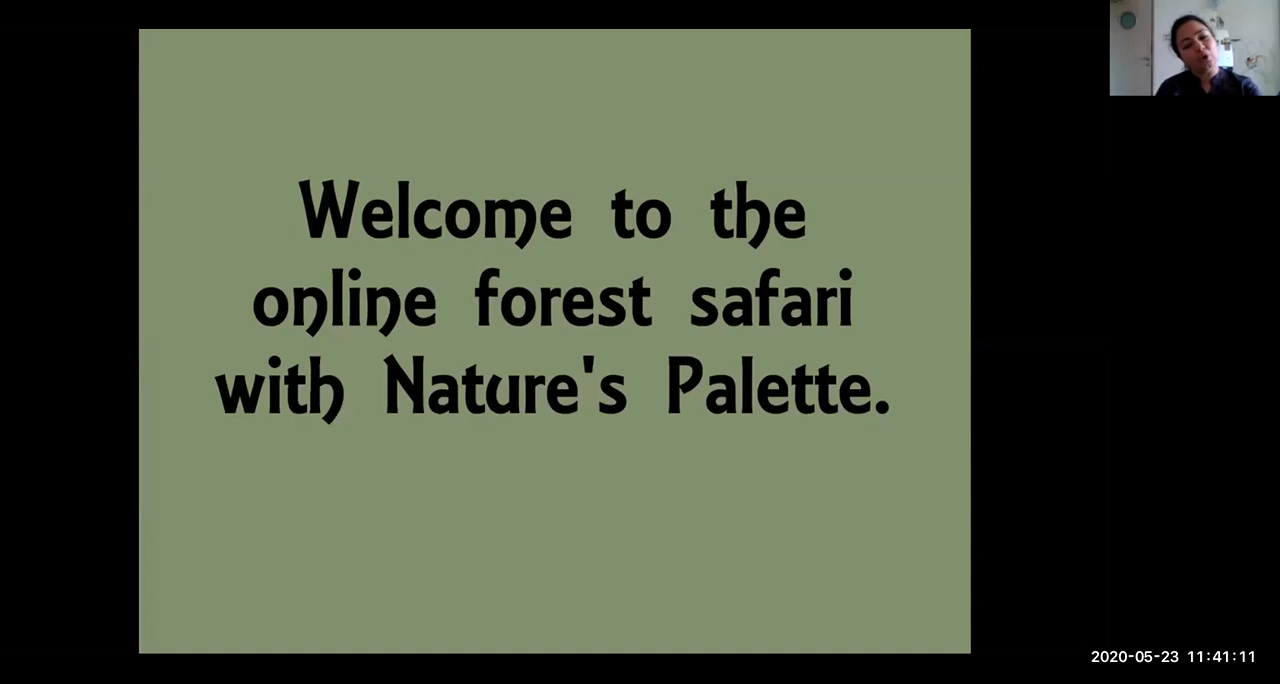 Welcome to the
online forest safari
with Nature's Palette.
2020-05-23 11:41:11